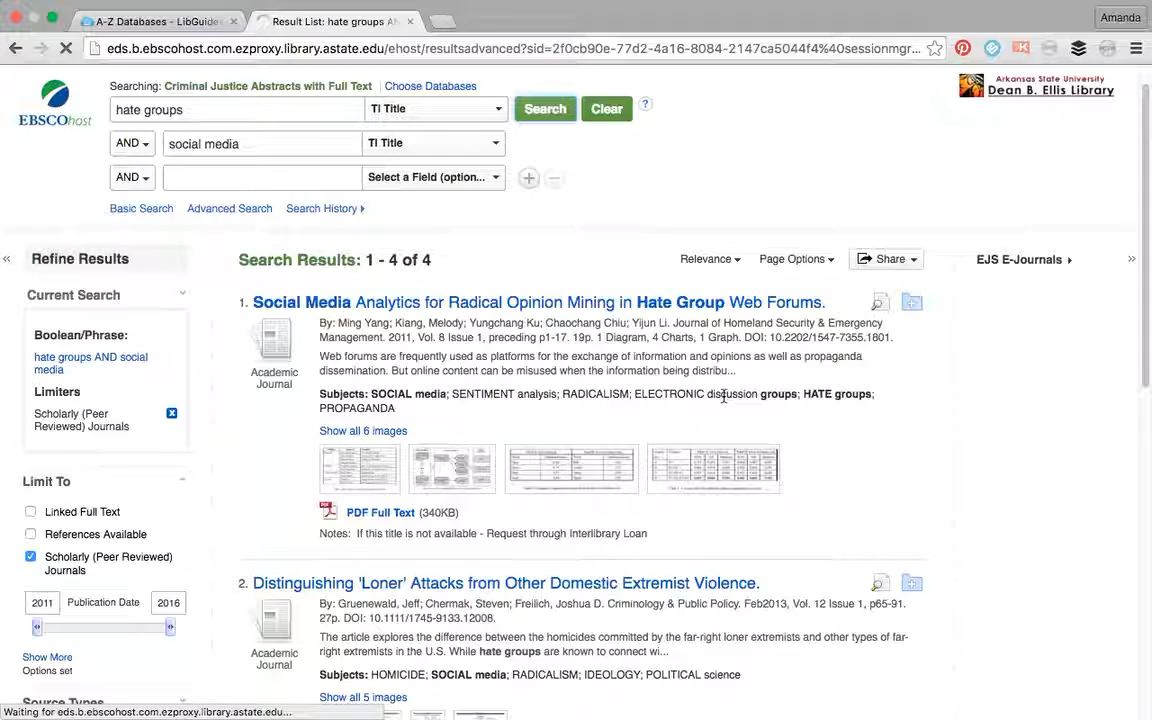 A-Z Databases - LibGuide
Result List: hate groups AN
Amanda
eds.b.ebscohost.com.ezproxy.library.astate.edu/ehost/resultsadvanced?sid=2f0cb90e-77d2-4a16-8084-2147ca5044f4%40sessionmgr...
Searching: Criminal Justice Abstracts with Full Text Choose Databases
Arkansas State University
Dean B. Ellis Library
EBSCOhost
hate groups TI Title Search Clear ?
AND social media TI Title
AND Select a Field (option...
Basic Search Advanced Search Search History
Refine Results
Search Results: 1 - 4 of 4
Relevance Page Options Share
EJS E-Journals
Current Search
Boolean/Phrase:
hate groups AND social
media
Limiters
Scholarly (Peer
Reviewed) Journals
1. Social Media Analytics for Radical Opinion Mining in Hate Group Web Forums.
Academic
Journal
By: Ming Yang; Kiang, Melody; Yungchang Ku; Chaochang Chiu; Yijun Li. Journal of Homeland Security & Emergency
Management. 2011, Vol. 8 Issue 1, preceding p1-17. 19p. 1 Diagram, 4 Charts, 1 Graph. DOI: 10.2202/1547-7355.1801.
Web forums are frequently used as platforms for the exchange of information and opinions as well as propaganda
dissemination. But online content can be misused when the information being distribu...
Subjects: SOCIAL media; SENTIMENT analysis; RADICALISM; ELECTRONIC discussion groups; HATE groups;
PROPAGANDA
Show all 6 images
PDF Full Text (340KB)
Notes: If this title is not available - Request through Interlibrary Loan
Limit To
Linked Full Text
References Available
Scholarly (Peer Reviewed)
Journals
2011 Publication Date 2016
Show More
Options set
Source Types
2. Distinguishing 'Loner' Attacks from Other Domestic Extremist Violence.
Academic
Journal
By: Gruenewald, Jeff; Chermak, Steven; Freilich, Joshua D. Criminology & Public Policy. Feb2013, Vol. 12 Issue 1, p65-91.
27p. DOI: 10.1111/1745-9133.12008.
The article explores the difference between the homicides committed by the far-right loner extremists and other types of far-
right extremists in the U.S. While hate groups are known to connect wi...
Subjects: HOMICIDE; SOCIAL media; RADICALISM; IDEOLOGY; POLITICAL science
Show all 5 images
Waiting for eds.b.ebscohost.com.ezproxy.library.astate.edu...